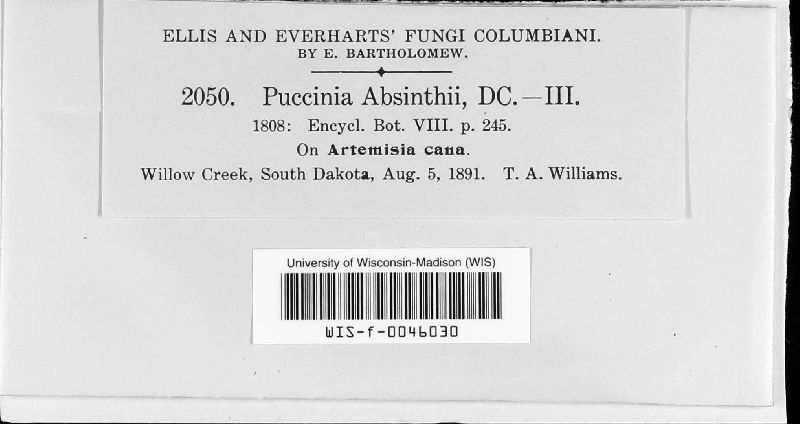 ELLIS AND EVERHARTS' FUNGI COLUMBIANI.
BY E. BARTHOLOMEW.
2050. Puccinia Absinthii, DC.—III.
1808: Encycl. Bot. VIII. p. 245.
On Artemisia cana.
Willow Creek, South Dakota, Aug. 5, 1891. T. A. Williams.
University of Wisconsin-Madison (WIS)
WIS-f-0046030